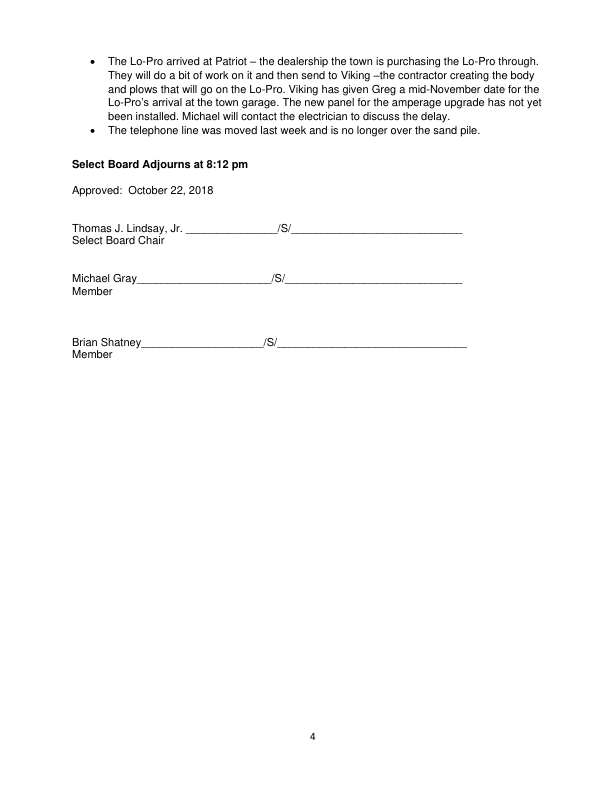 • The Lo-Pro arrived at Patriot – the dealership the town is purchasing the Lo-Pro through.
They will do a bit of work on it and then send to Viking –the contractor creating the body
and plows that will go on the Lo-Pro. Viking has given Greg a mid-November date for the
Lo-Pro's arrival at the town garage. The new panel for the amperage upgrade has not yet
been installed. Michael will contact the electrician to discuss the delay.
• The telephone line was moved last week and is no longer over the sand pile.
Select Board Adjourns at 8:12 pm
Approved: October 22, 2018
Thomas J. Lindsay, Jr. _______________/S/____________________________
Select Board Chair
Michael Gray______________________/S/_____________________________
Member
Brian Shatney____________________/S/_______________________________
Member
4